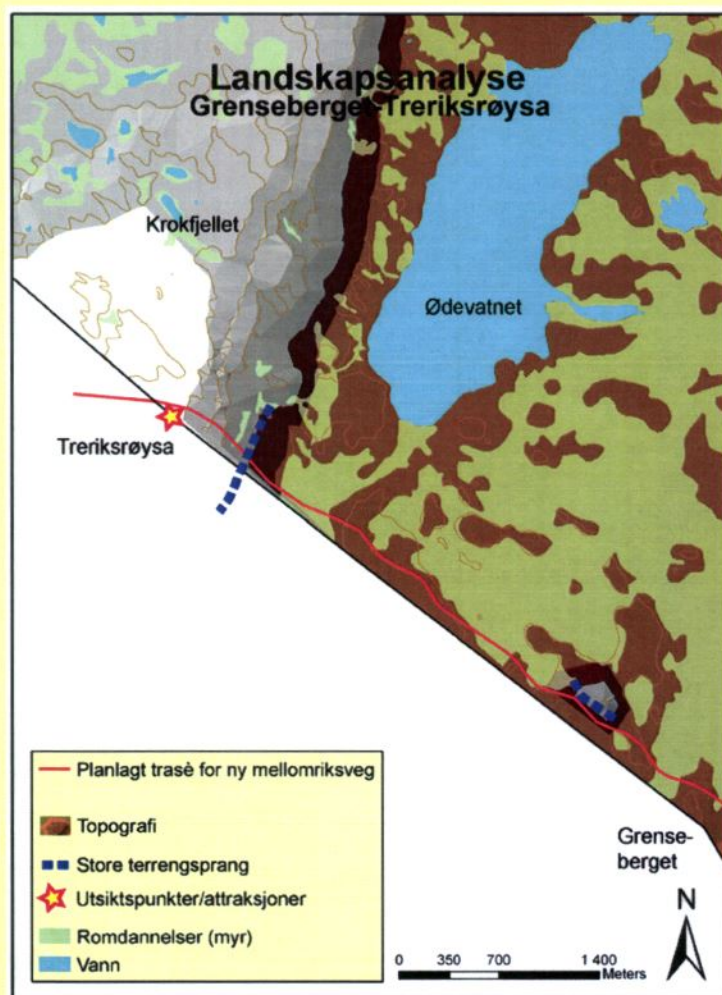 Landskapsanalyse
Grenseberget-Treriksrøysa
Krokfjellet
Ødevatnet
Treriksrøysa
Planlagt trasè for ny mellomriksveg
Topografi
Store terrengsprang
Utsiktspunkter/attraksjoner
Romdannelser (myr)
Vann
Grense-
berget
N
0 350 700 1 400
Meters